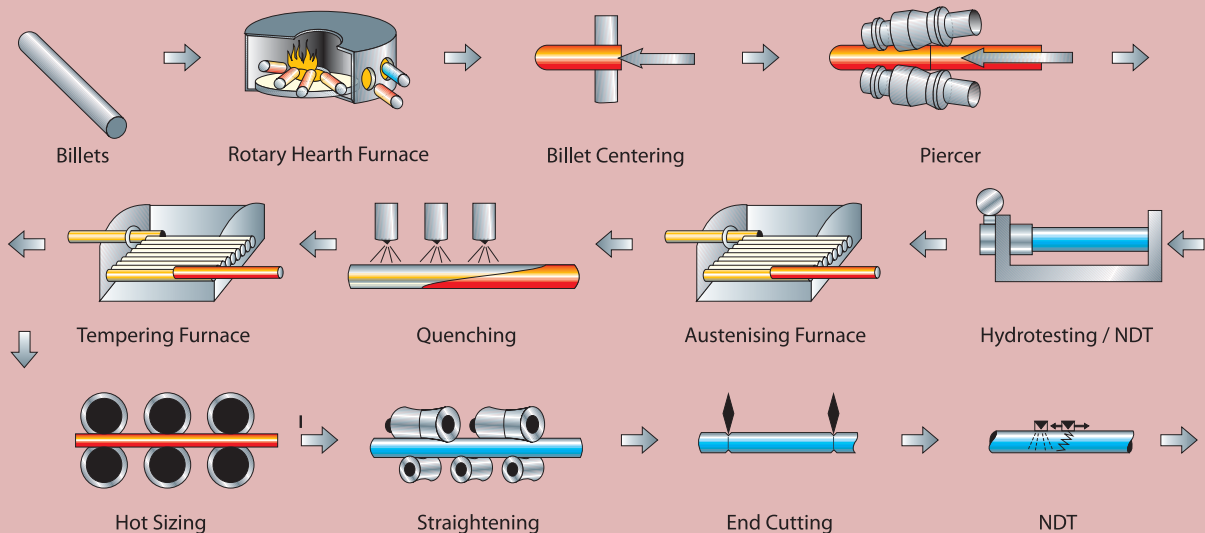 Billets
Rotary Hearth Furnace
Billet Centering
Piercer
Tempering Furnace
Quenching
Austenising Furnace
Hydrotesting / NDT
Hot Sizing
Straightening
End Cutting
NDT